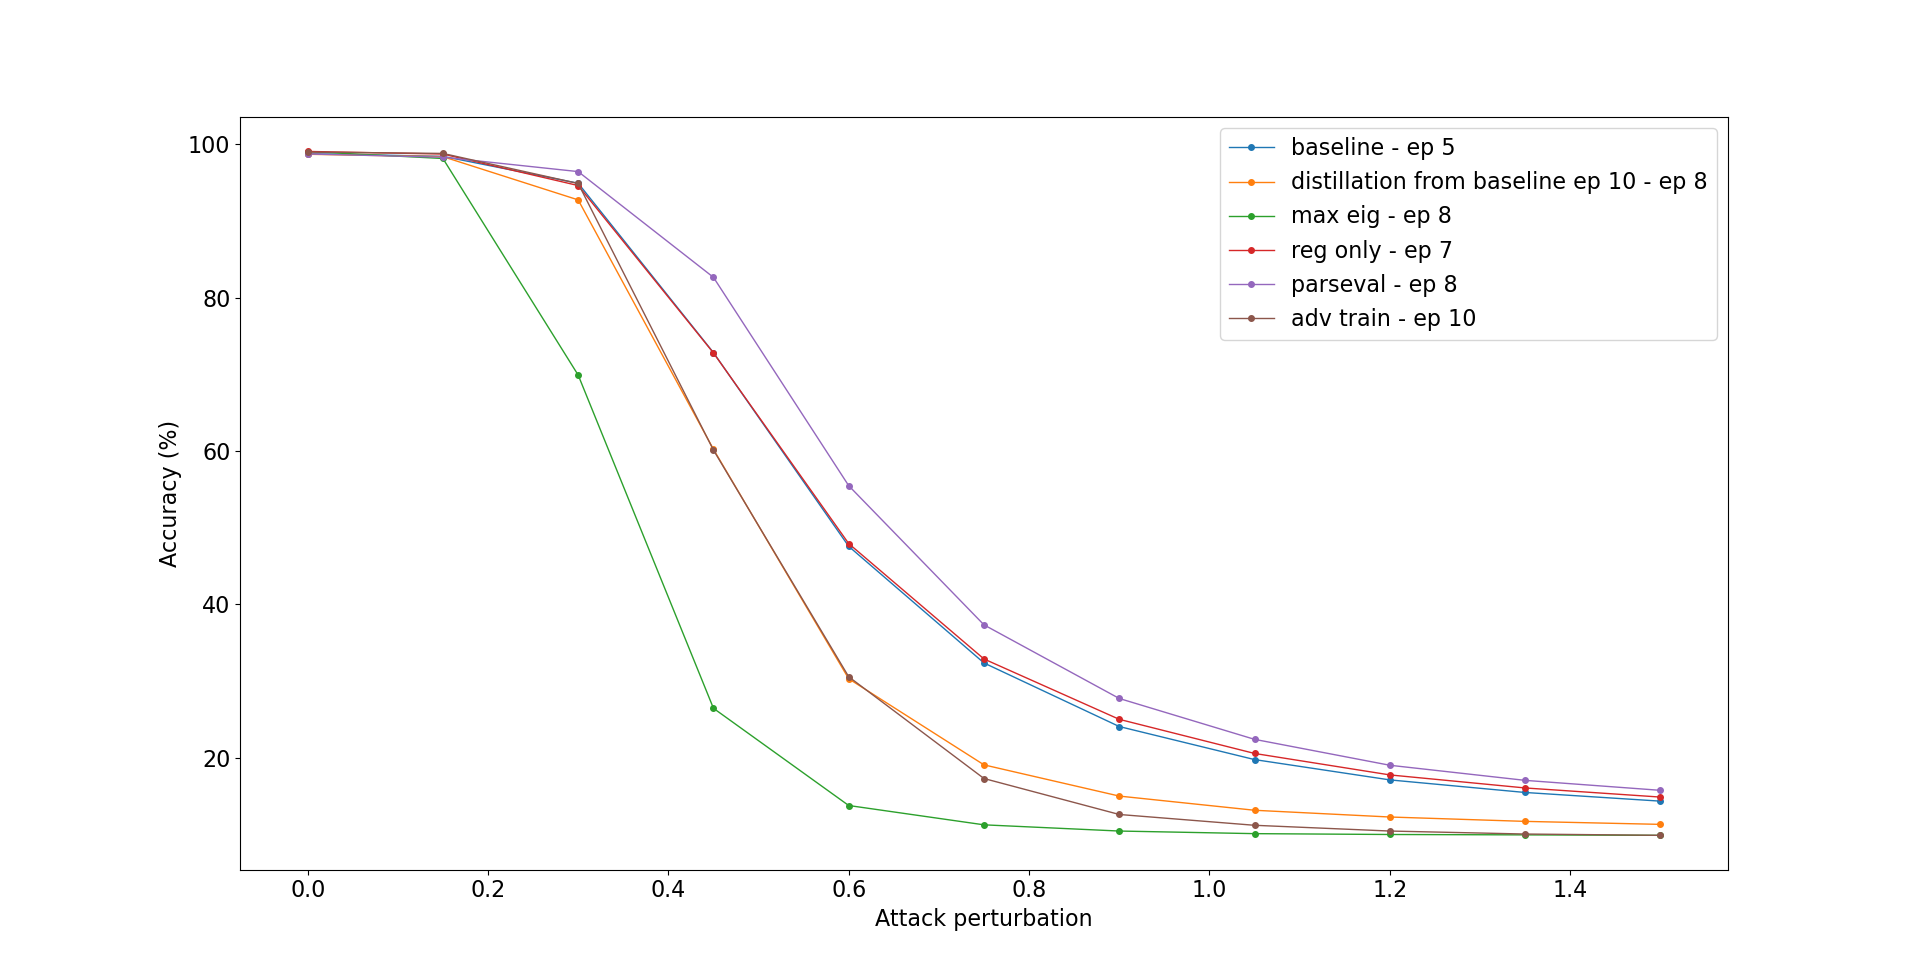 100
80
60
40
20
Accuracy (%)
baseline - ep 5
distillation from baseline ep 10 - ep 8
max eig - ep 8
reg only - ep 7
parseval - ep 8
adv train - ep 10
0.0 0.2 0.4 0.6 0.8 1.0 1.2 1.4
Attack perturbation